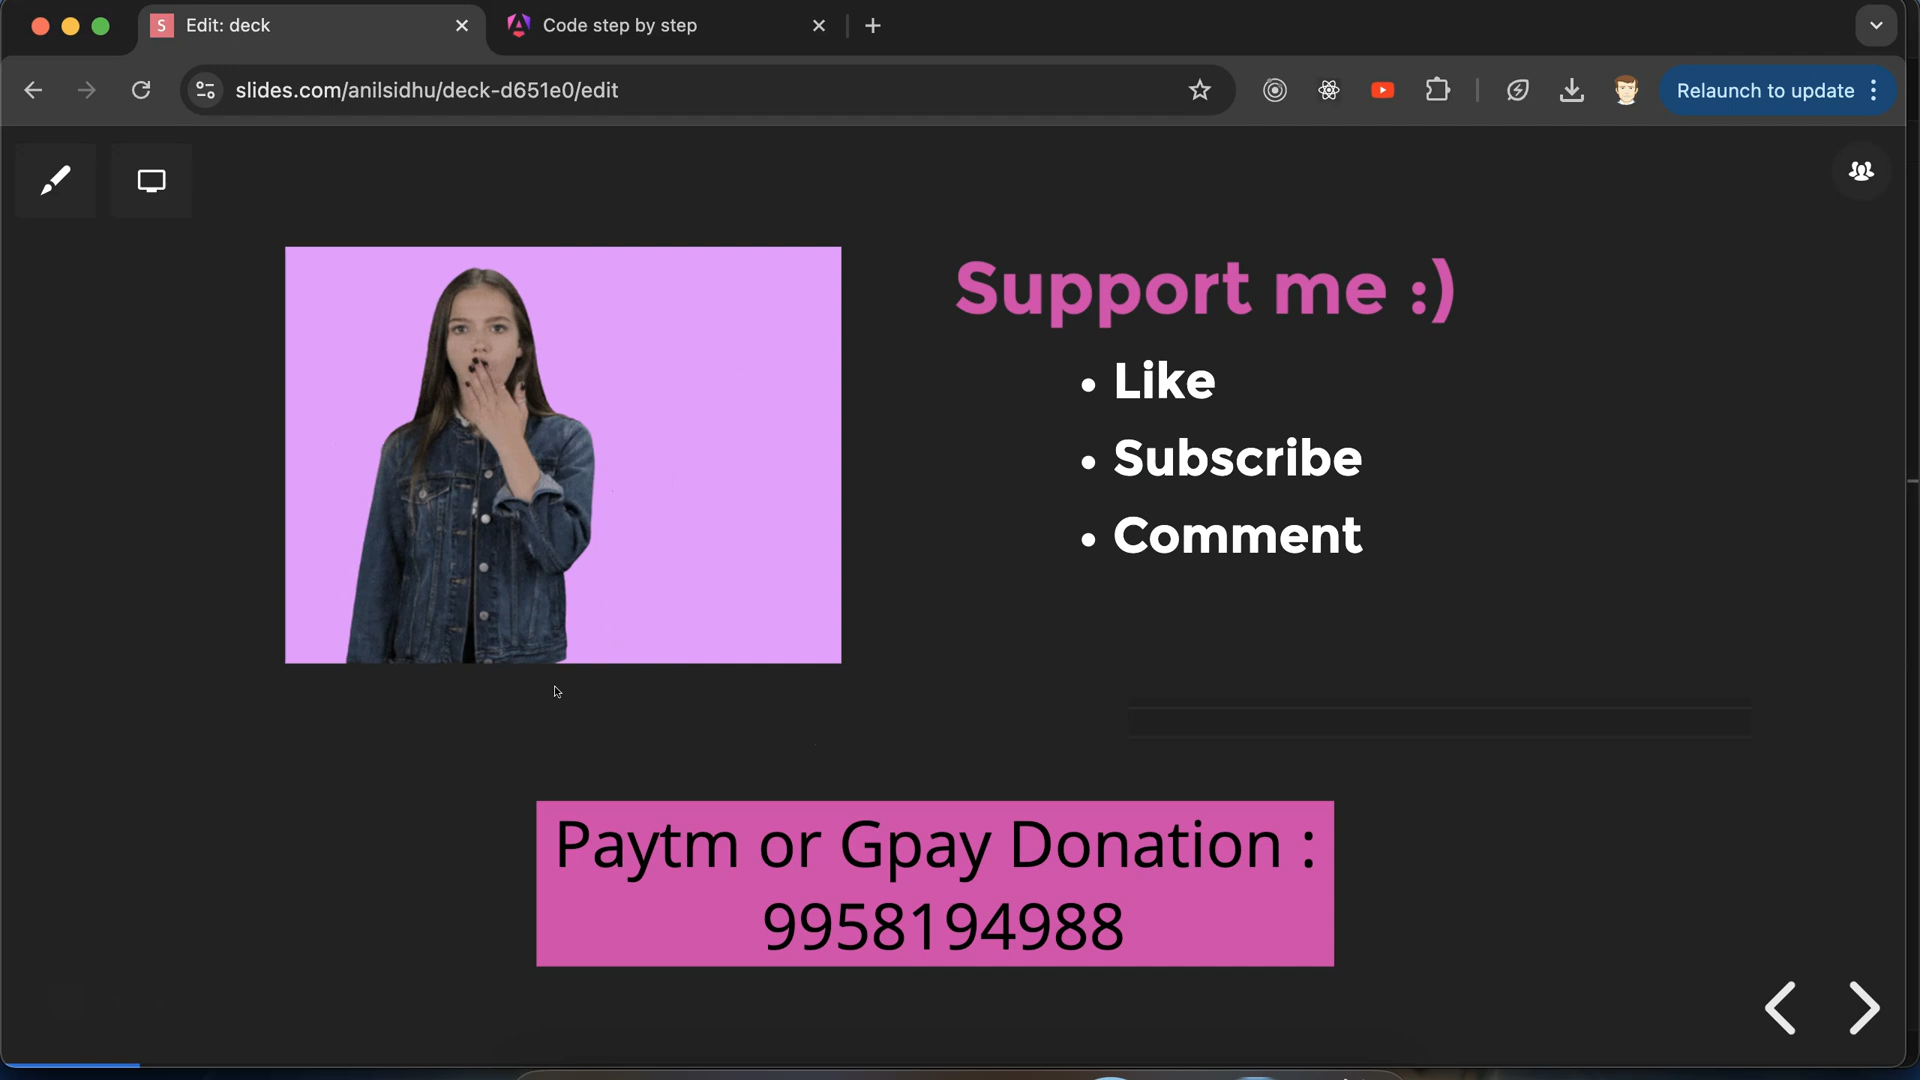 S Edit: deck
Code step by step
slides.com/anilsidhu/deck-d651e0/edit
Relaunch to update
Support me :)
• Like
• Subscribe
• Comment
Paytm or Gpay Donation :
9958194988